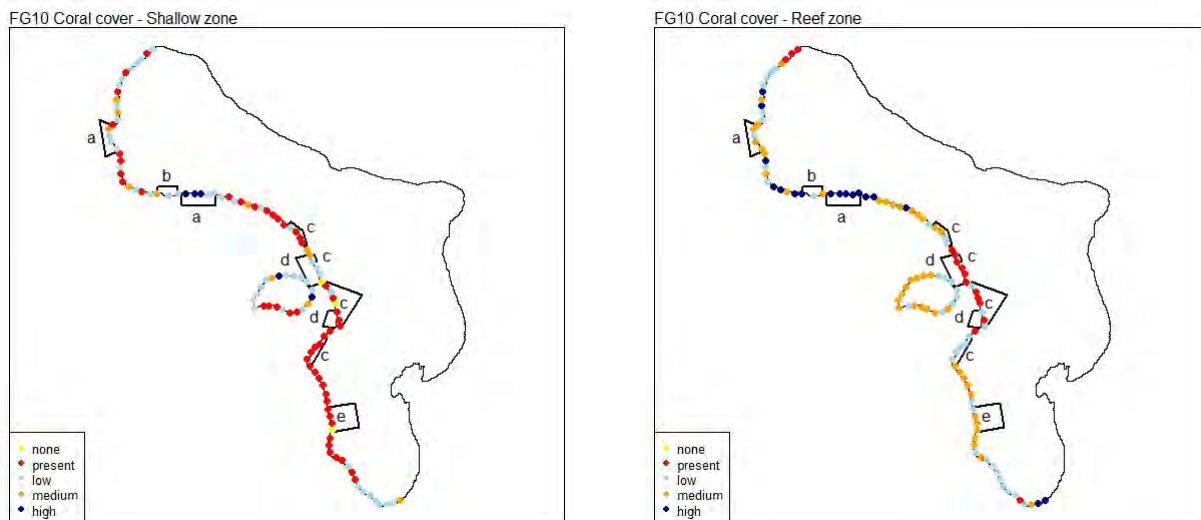 FG10 Coral cover - Shallow zone
a
b
a
c
c
d
c
d
c
e
none
present
low
medium
high
FG10 Coral cover - Reef zone
a
b
a
c
c
d
c
d
c
e
none
present
low
medium
high